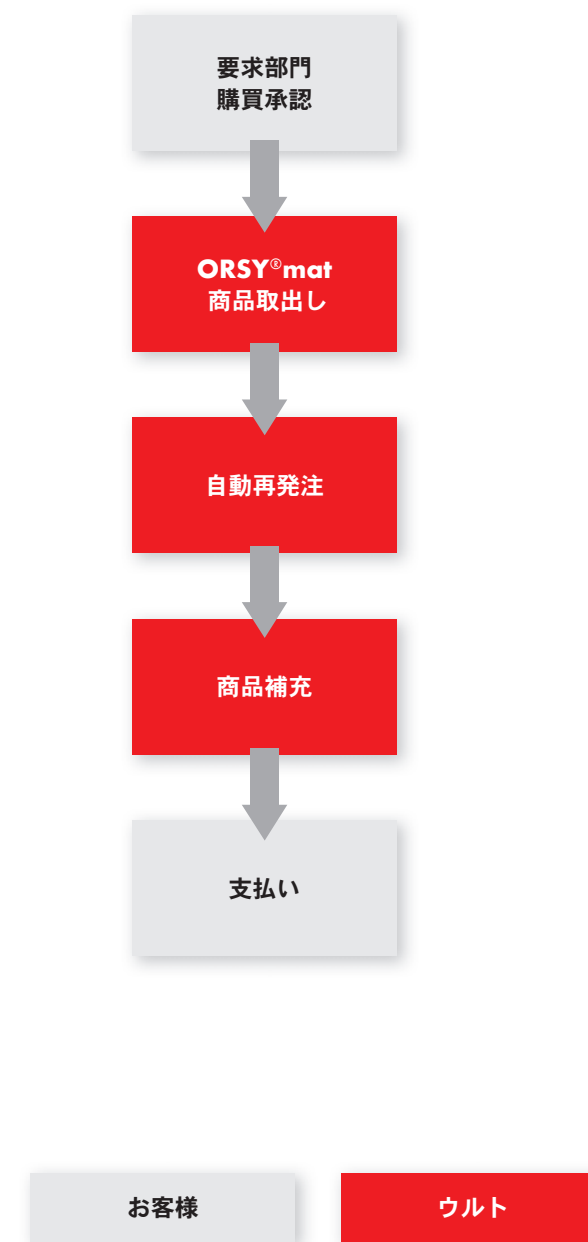 要求部門
購買承認
ORSY®mat
商品取出し
自動再発注
商品補充
支払い
お客様
ウルト